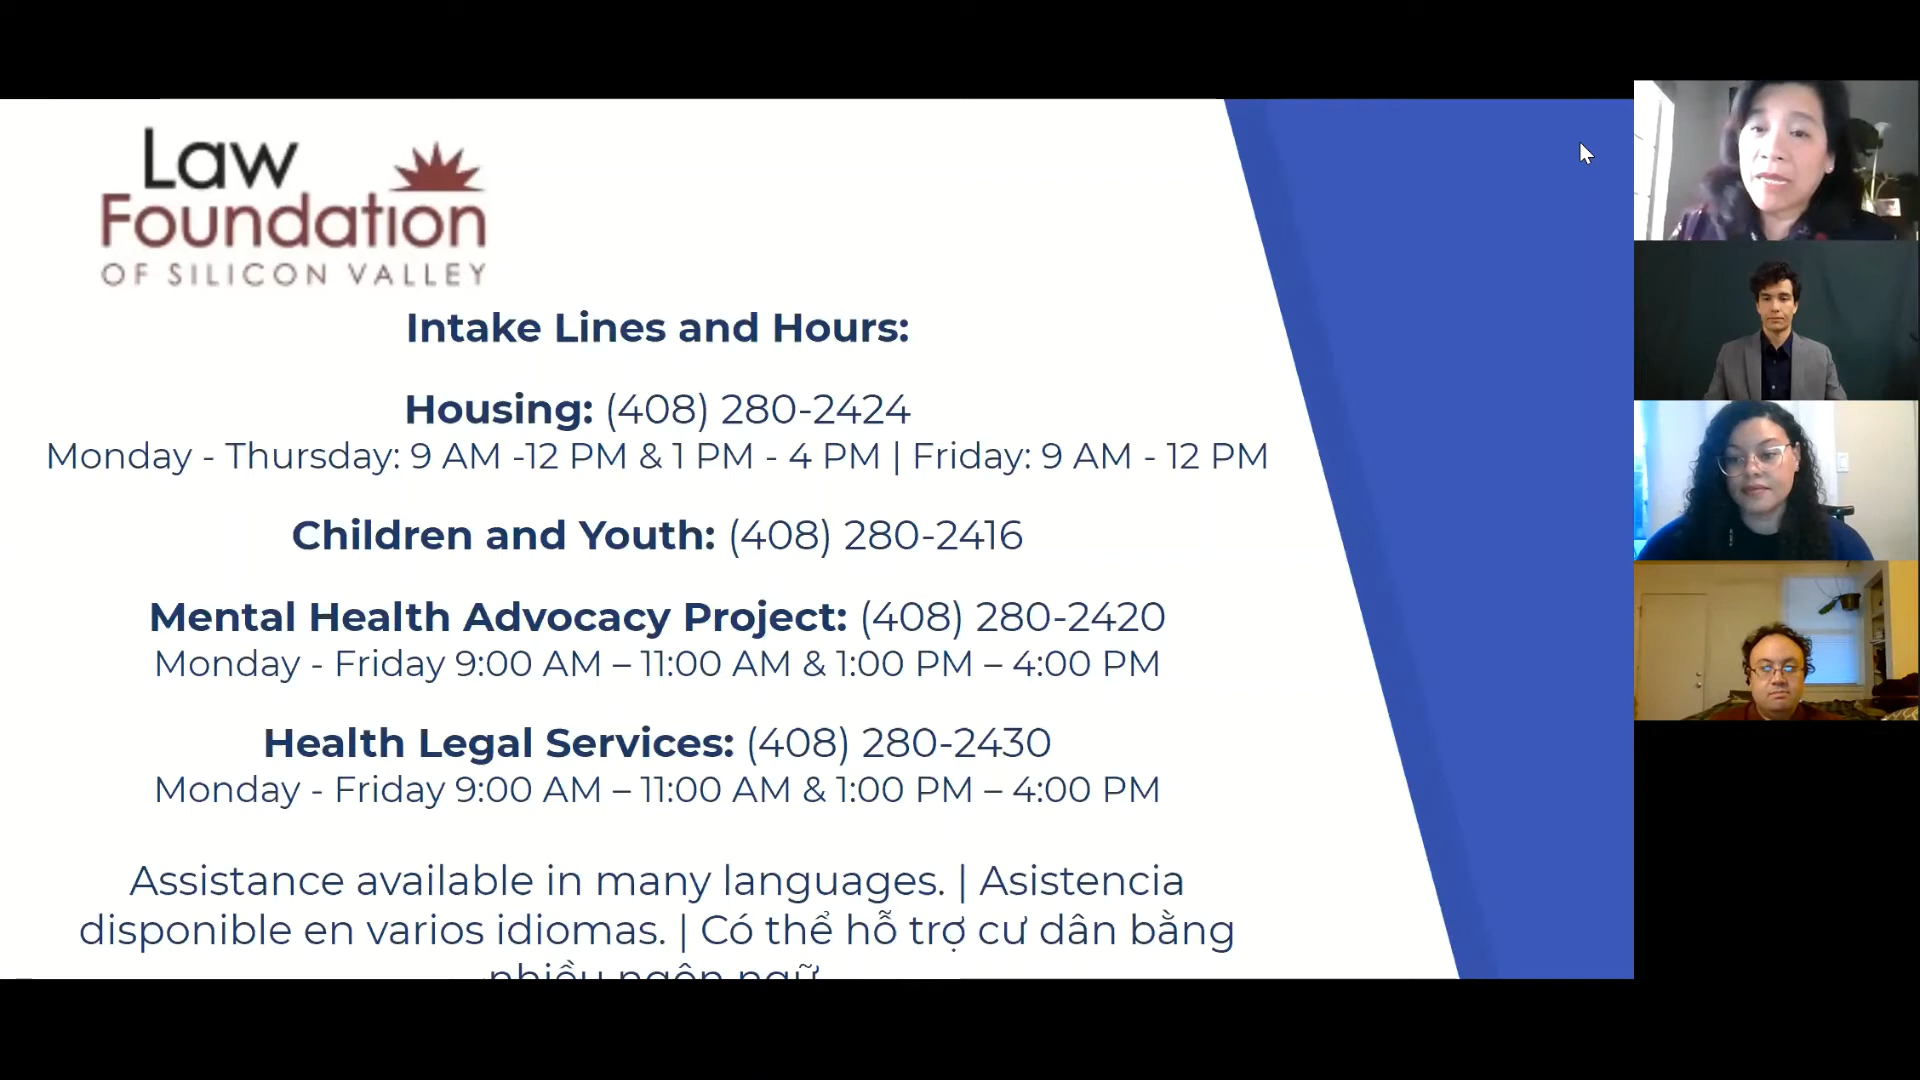 Law
Foundation
OF SILICON VALLEY
Intake Lines and Hours:
Housing: (408) 280-2424
Monday - Thursday: 9 AM -12 PM & 1 PM - 4 PM | Friday: 9 AM - 12 PM
Children and Youth: (408) 280-2416
Mental Health Advocacy Project: (408) 280-2420
Monday - Friday 9:00 AM – 11:00 AM & 1:00 PM – 4:00 PM
Health Legal Services: (408) 280-2430
Monday - Friday 9:00 AM – 11:00 AM & 1:00 PM – 4:00 PM
Assistance available in many languages. | Asistencia
disponible en varios idiomas. | Có thể hỗ trợ cư dân bằng
nhiều ngôn ngữ